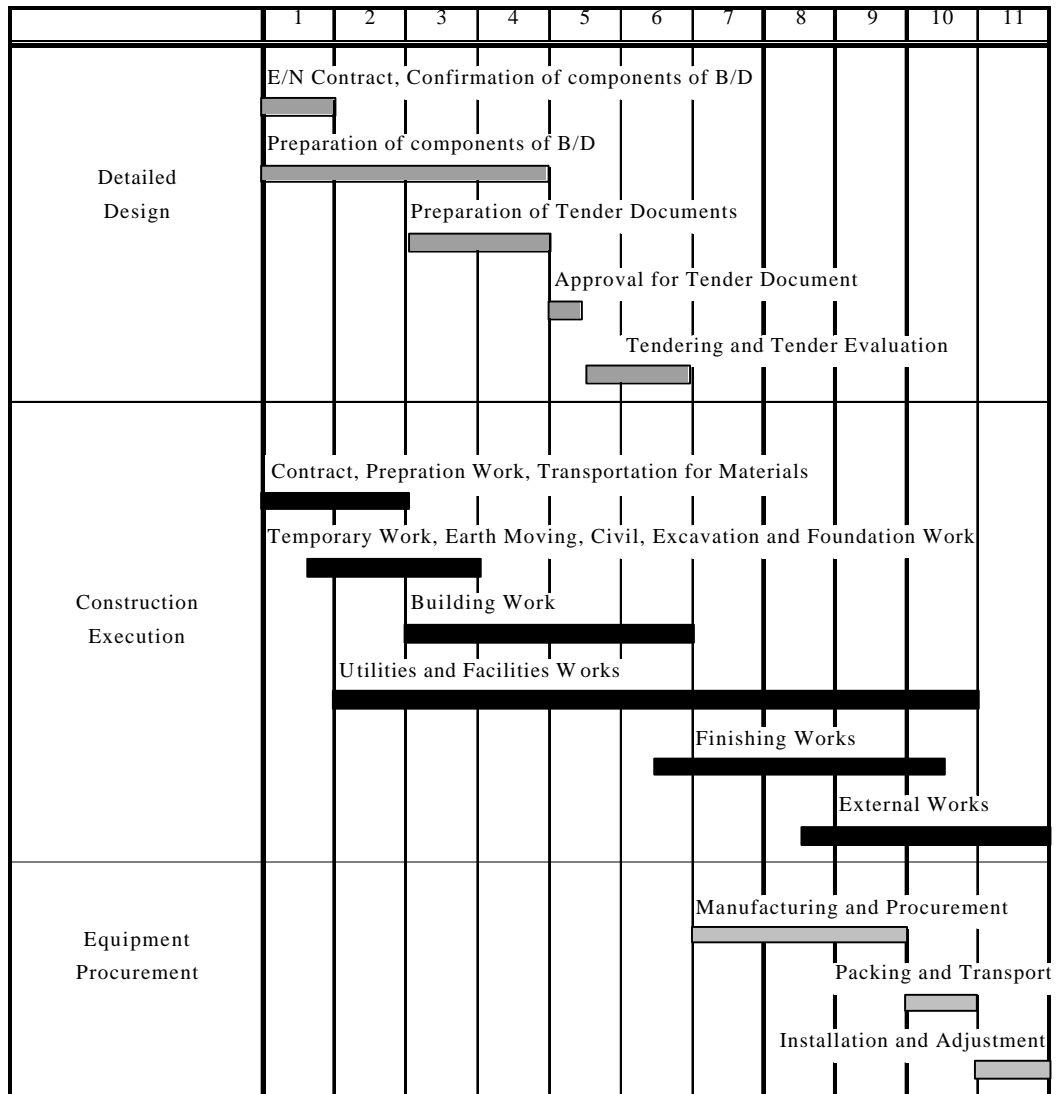 1 2 3 4 5 6 7 8 9 10 11
E/N Contract, Confirmation of components of B/D
Preparation of components of B/D
Detailed
Design
Preparation of Tender Documents
Approval for Tender Document
Tendering and Tender Evaluation
Contract, Prepration Work, Transportation for Materials
Temporary Work, Earth Moving, Civil, Excavation and Foundation Work
Construction
Execution
Building Work
Utilities and Facilities Works
Finishing Works
External Works
Manufacturing and Procurement
Equipment
Procurement
Packing and Transport
Installation and Adjustment